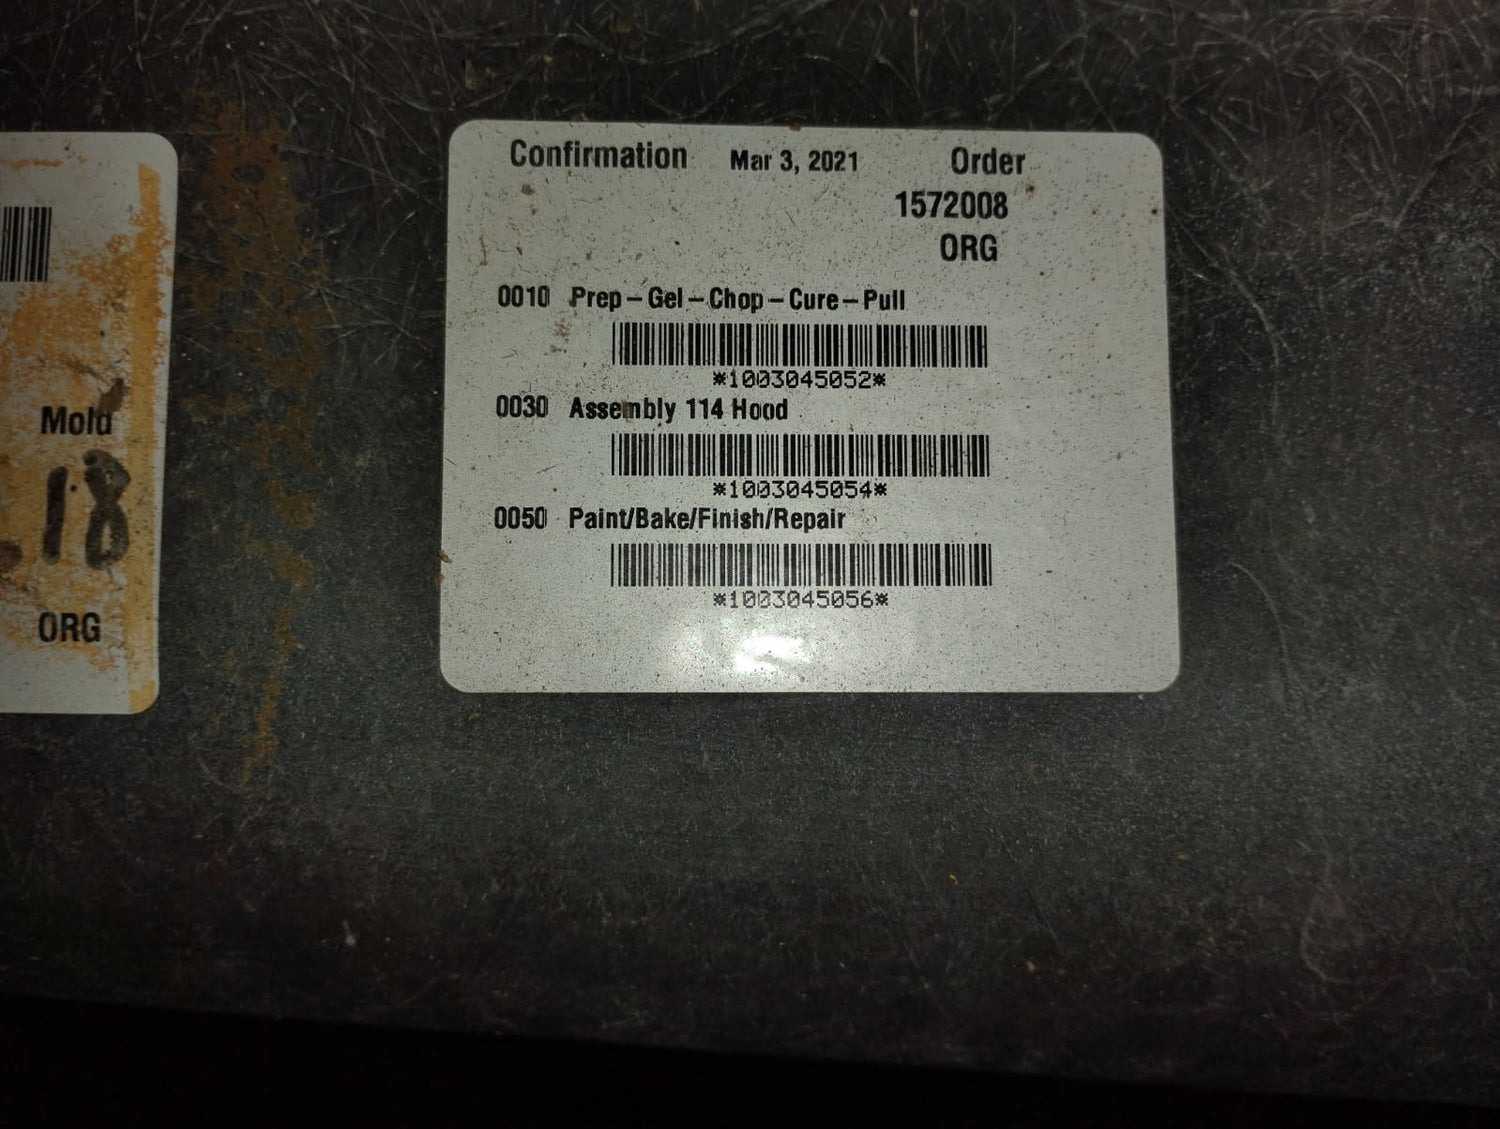 Confirmation Mar 3, 2021 Order
1572008
ORG
0010 Prep-Gel-Chop-Cure-Pull
*1003045052*
0030 Assembly 114 Hood
*1003045054*
0050 Paint/Bake/Finish/Repair
*1003045056*
Mold
18
ORG